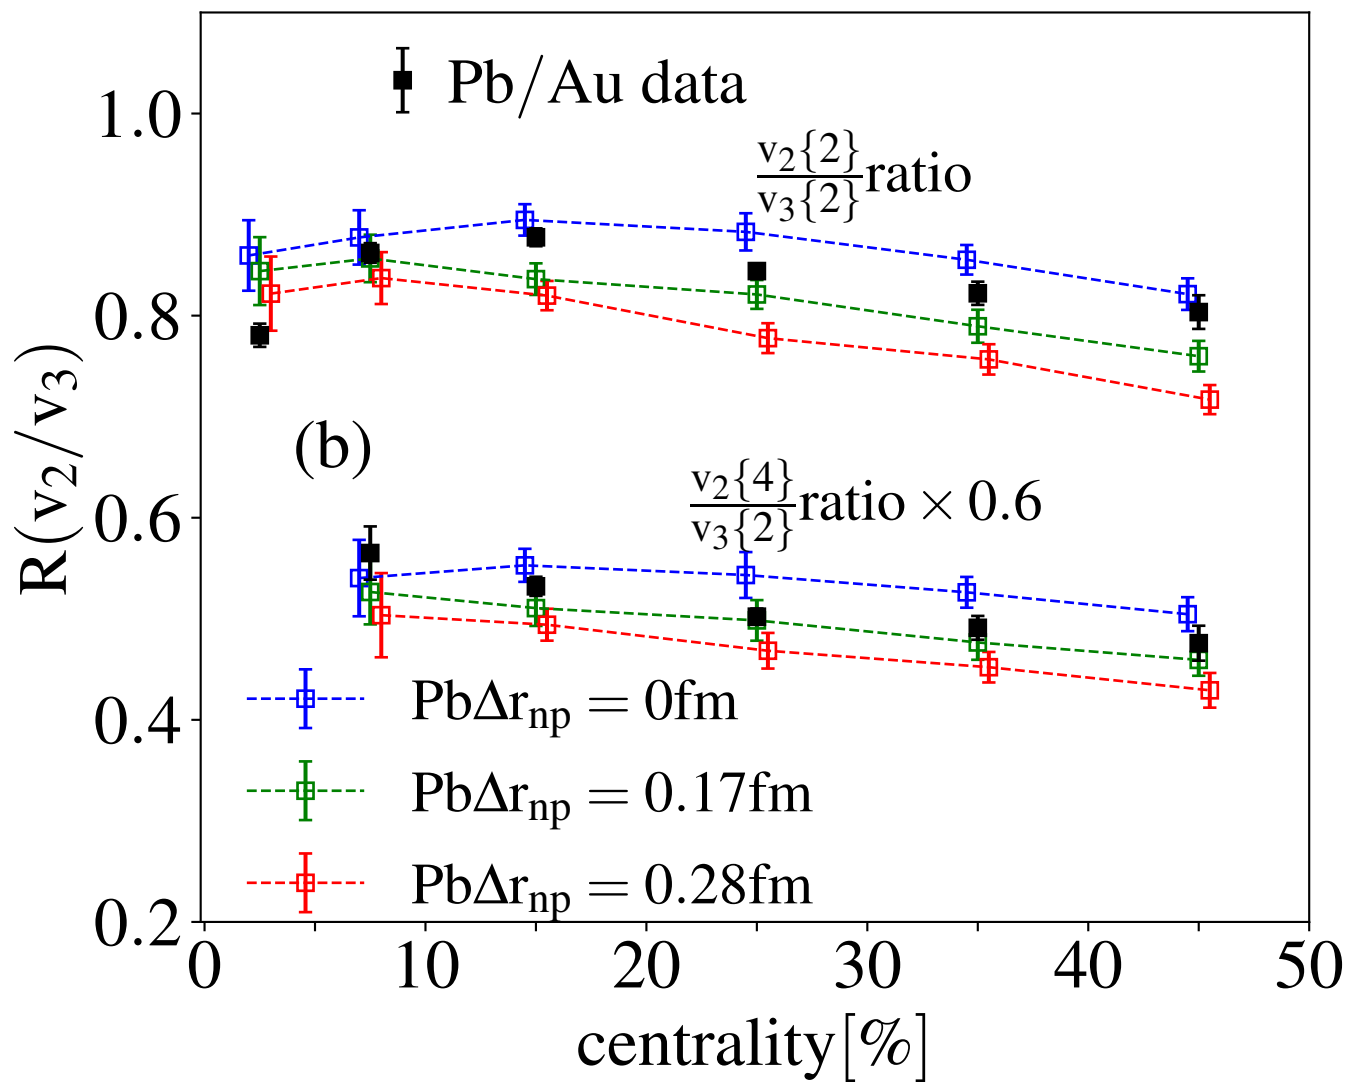 Pb/Au data
v₂{2}
v₃{2}
ratio
(b)
v₂{4}
v₃{2}
ratio × 0.6
PbΔrₙₚ = 0fm
PbΔrₙₚ = 0.17fm
PbΔrₙₚ = 0.28fm
R(v₂/v₃)
1.0
0.8
0.6
0.4
0.2
0 10 20 30 40 50
centrality[%]